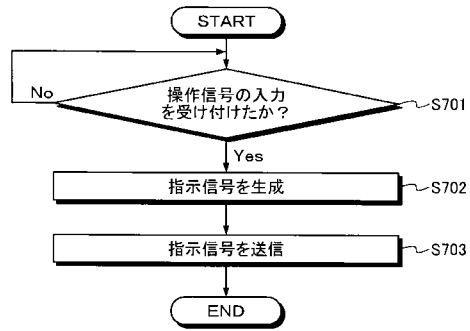 START
No
操作信号の入力
を受け付けたか？
S701
Yes
指示信号を生成
S702
指示信号を送信
S703
END